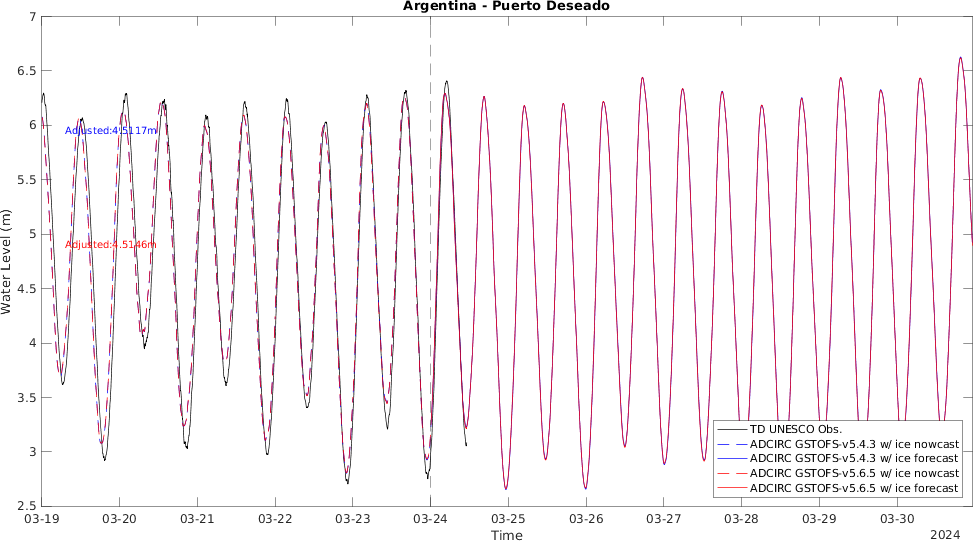 Argentina - Puerto Deseado
7
6.5
6
5.5
5
4.5
4
3.5
3
2.5
Water Level (m)
Adjusted:4.5117m
Adjusted:4.5146m
TD UNESCO Obs.
ADCIRC GSTOFS-v5.4.3 w/ ice nowcast
ADCIRC GSTOFS-v5.4.3 w/ ice forecast
ADCIRC GSTOFS-v5.6.5 w/ ice nowcast
ADCIRC GSTOFS-v5.6.5 w/ ice forecast
03-19 03-20 03-21 03-22 03-23 03-24 03-25 03-26 03-27 03-28 03-29 03-30
Time
2024